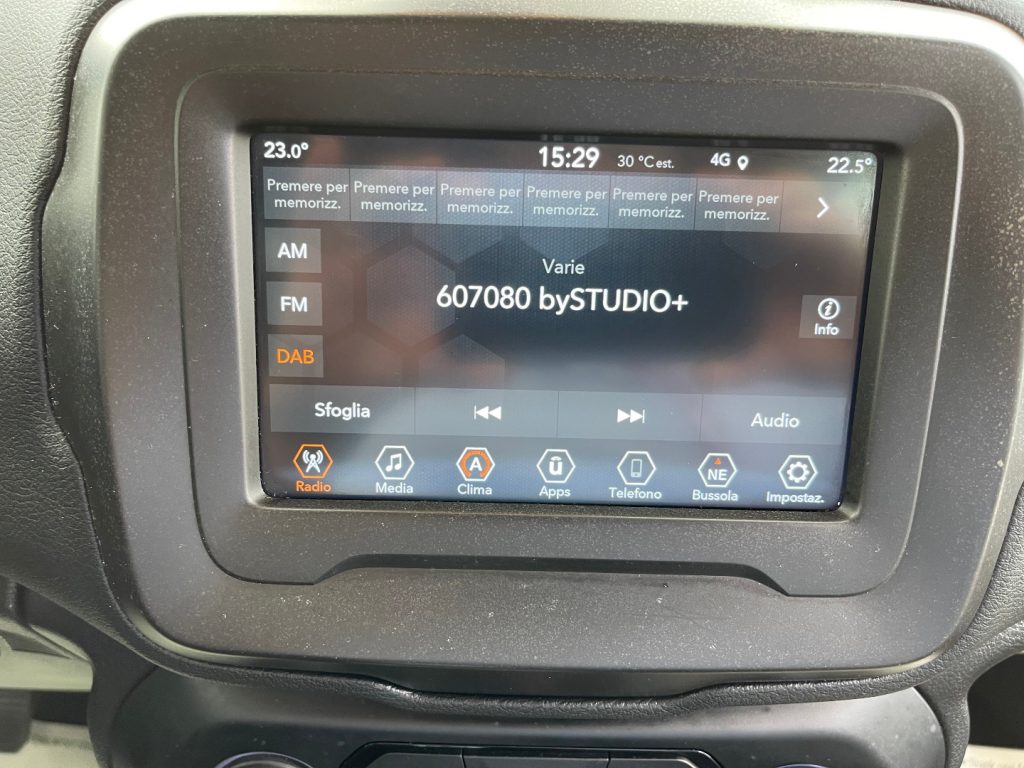 23.0° 15:29 30 °C est. 4G 22.5°
Premere per Premere per Premere per Premere per Premere per Premere per
memorizz. memorizz. memorizz. memorizz. memorizz. memorizz.
AM
Varie
FM
607080 bySTUDIO+
Info
DAB
Sfoglia Audio
A ū NE
Radio Media Clima Apps Telefono Bussola Impostaz.